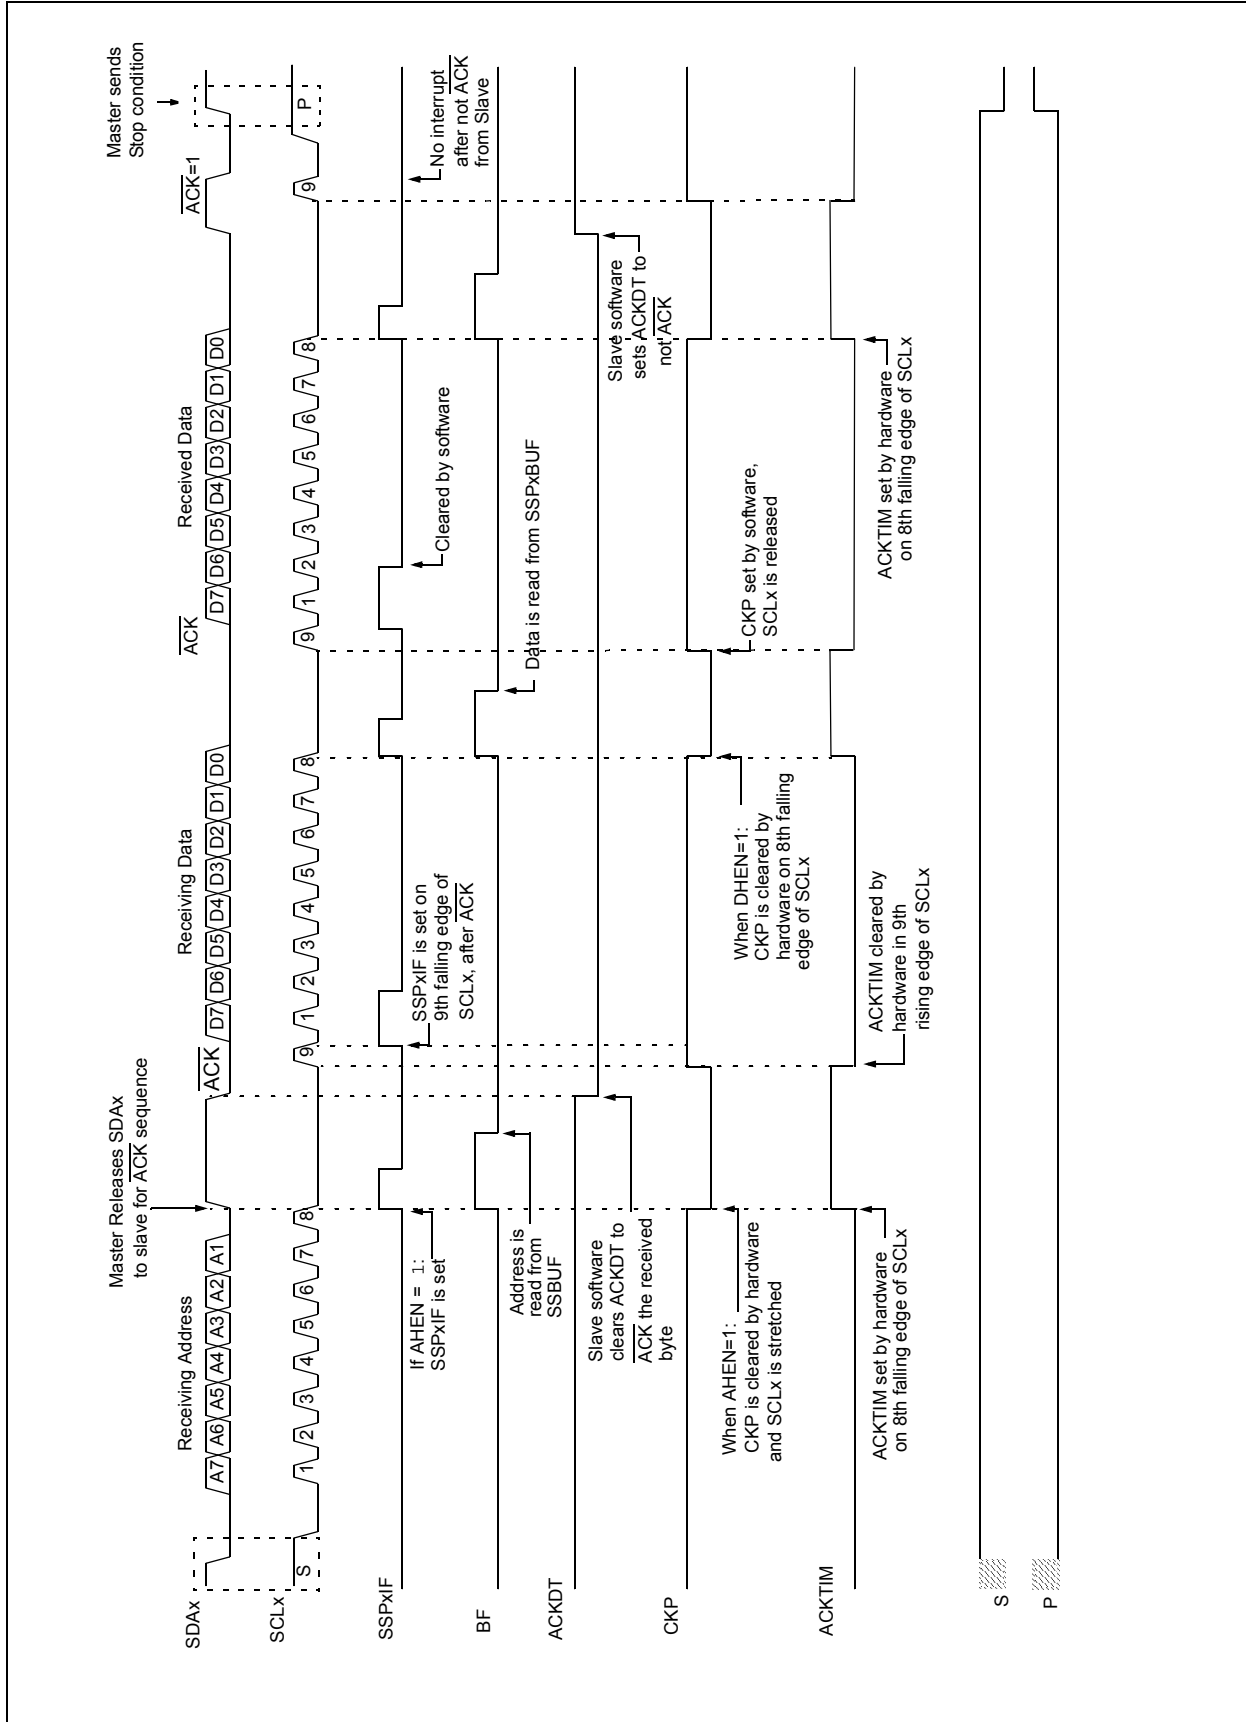 Master Releases SDAx
to slave for ACK sequence
Master sends
Stop condition
Receiving Address
Receiving Data
Received Data
ACK
ACK
ACK=1
SDAx
A7 A6 A5 A4 A3 A2 A1
D7 D6 D5 D4 D3 D2 D1 D0
D7 D6 D5 D4 D3 D2 D1 D0
SCLx
S
1 2 3 4 5 6 7 8
9
1 2 3 4 5 6 7 8
9
1 2 3 4 5 6 7 8
9
P
SSPxIF
If AHEN = 1:
SSPxIF is set
SSPxIF is set on
9th falling edge of
SCLx, after ACK
Cleared by software
No interrupt
after not ACK
from Slave
BF
Address is
read from
SSBUF
Data is read from SSPxBUF
ACKDT
Slave software
clears ACKDT to
ACK the received
byte
Slave software
sets ACKDT to
not ACK
CKP
When AHEN=1:
CKP is cleared by hardware
and SCLx is stretched
When DHEN=1:
CKP is cleared by
hardware on 8th falling
edge of SCLx
CKP set by software,
SCLx is released
ACKTIM
ACKTIM set by hardware
on 8th falling edge of SCLx
ACKTIM cleared by
hardware in 9th
rising edge of SCLx
ACKTIM set by hardware
on 8th falling edge of SCLx
S
P